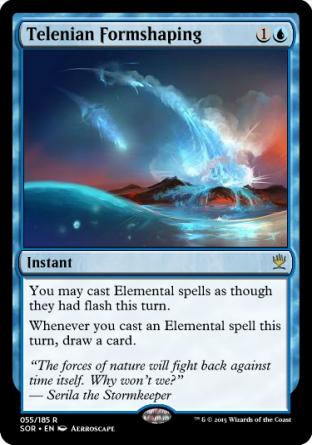 Telenian Formshaping 1
Instant
You may cast Elemental spells as though
they had flash this turn.
Whenever you cast an Elemental spell this
turn, draw a card.
“The forces of nature will fight back against
time itself. Why won’t we?”
— Serila the Stormkeeper
055/185 R
SOR • EN Aerroscape
™ & © 2015 Wizards of the Coast